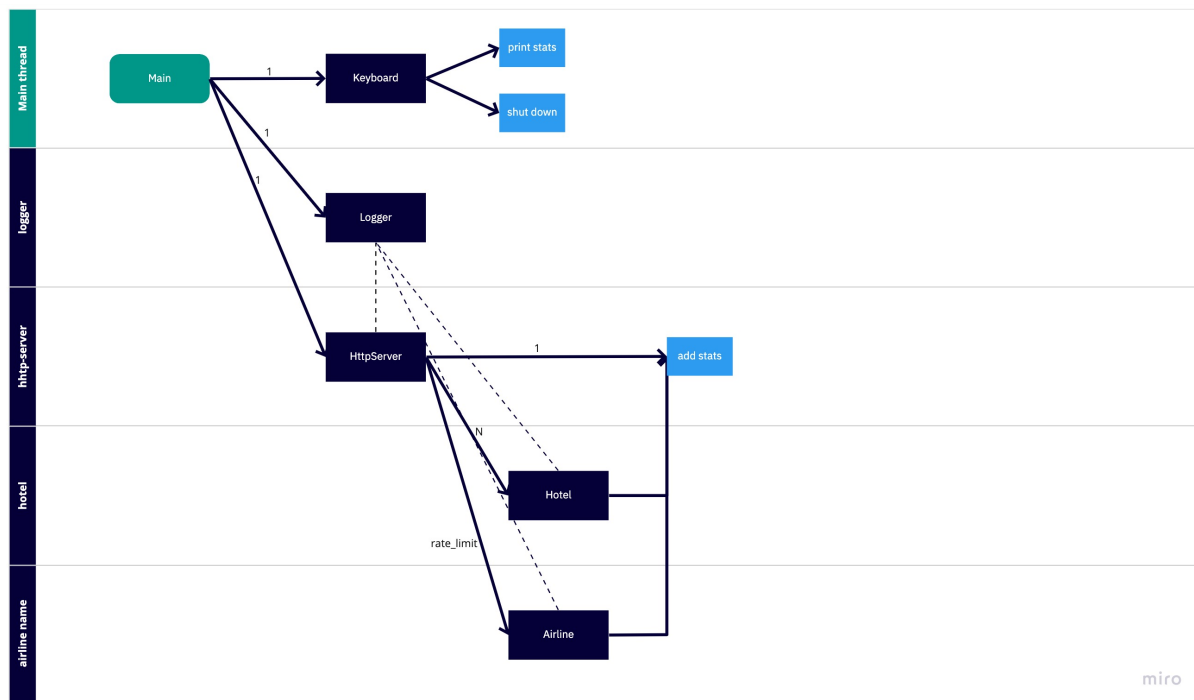 Main thread
Main
1
Keyboard
print stats
shut down
1
1
logger
Logger
hhtp-server
HttpServer
1
add stats
N
hotel
Hotel
rate_limit
airline name
Airline
miro